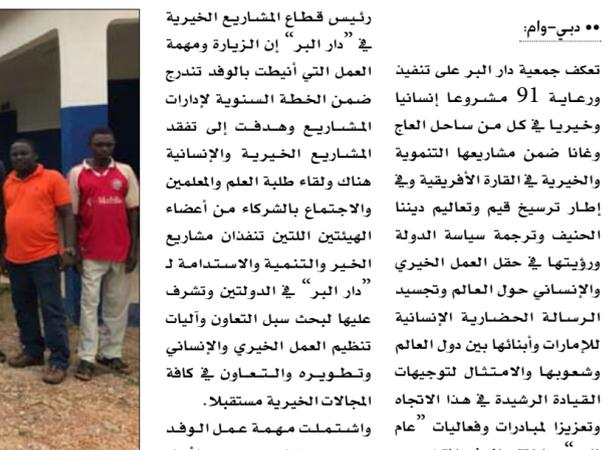 •• دبي-وام:
تعكف جمعية دار البر على تنفيذ
ورعاية 91 مشروعا إنسانيا
وخيريا في كل من ساحل العاج
وغانا ضمن مشاريعها التنموية
والخيرية في القارة الأفريقية وفي
إطار ترسيخ قيم وتعاليم ديننا
الحنيف وترجمة سياسة الدولة
ورؤيتها في حقل العمل الخيري
والإنساني حول العالم وتجسيد
الرسالة الحضارية الإنسانية
للإمارات وأبنائها بين دول العالم
وشعوبها والامتثال لتوجيهات
القيادة الرشيدة في هذا الاتجاه
وتعزيزا لمبادرات وفعاليات ”عام
رئيس قطاع المشاريع الخيرية
في ”دار البر“ إن الزيارة ومهمة
العمل التي أنيطت بالوفد تندرج
ضمن الخطة السنوية لإدارات
المشاريع وهدفت إلى تفقد
المشاريع الخيرية والإنسانية
هناك ولقاء طلبة العلم والمعلمين
والاجتماع بالشركاء من أعضاء
الهيئتين اللتين تنفذان مشاريع
الخير والتنمية والاستدامة لـ
”دار البر“ في الدولتين وتشرف
عليها لبحث سبل التعاون وآليات
تنظيم العمل الخيري والإنساني
وتطويره والتعاون في كافة
المجالات الخيرية مستقبلا.
واشتملت مهمة عمل الوفد